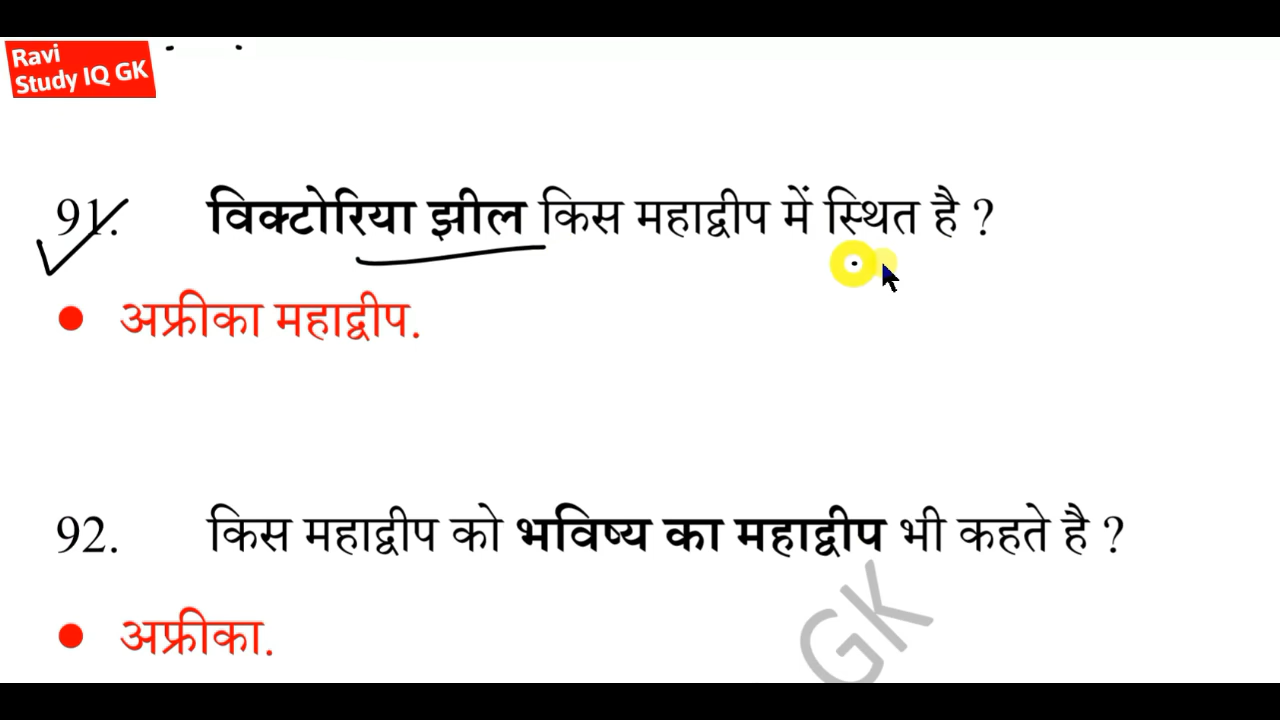 Ravi
Study IQ GK
91. विक्टोरिया झील किस महाद्वीप में स्थित है ?
● अफ्रीका महाद्वीप.
92. किस महाद्वीप को भविष्य का महाद्वीप भी कहते है ?
● अफ्रीका.
GK